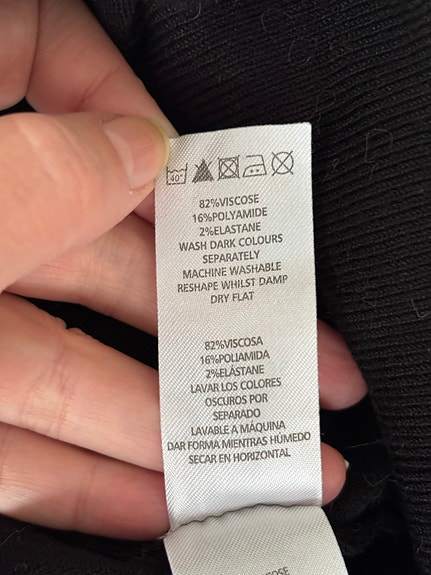 40°
82%VISCOSE
16%POLYAMIDE
2%ELASTANE
WASH DARK COLOURS
SEPARATELY
MACHINE WASHABLE
RESHAPE WHILST DAMP
DRY FLAT
82%VISCOSA
16%POLIAMIDA
2%ELÁSTANE
LAVAR LOS COLORES
OSCUROS POR
SEPARADO
LAVABLE A MÁQUINA
DAR FORMA MIENTRAS HÚMEDO
SECAR EN HORIZONTAL